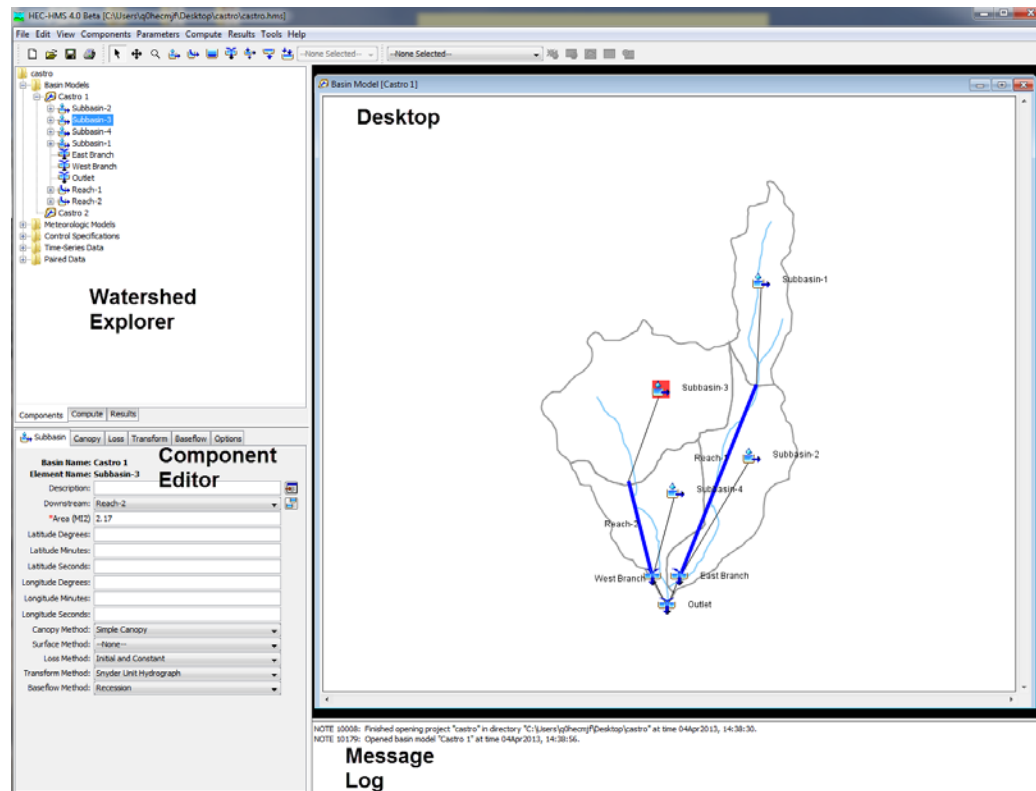 HEC-HMS 4.0 Beta [C:\Users\q0hecmjf\Desktop\castro\castro.hms]
File Edit View Components Parameters Compute Results Tools Help
--None Selected-- --None Selected--
castro
Basin Models
Castro 1
Subbasin-2
Subbasin-3
Subbasin-4
Subbasin-1
East Branch
West Branch
Outlet
Reach-1
Reach-2
Castro 2
Meteorologic Models
Control Specifications
Time-Series Data
Paired Data
Watershed
Explorer
Components Compute Results
Subbasin Canopy Loss Transform Baseflow Options
Component
Editor
Basin Name: Castro 1
Element Name: Subbasin-3
Description:
Downstream: Reach-2
*Area (MI2) 2.17
Latitude Degrees:
Latitude Minutes:
Latitude Seconds:
Longitude Degrees:
Longitude Minutes:
Longitude Seconds:
Canopy Method: Simple Canopy
Surface Method: --None--
Loss Method: Initial and Constant
Transform Method: Snyder Unit Hydrograph
Baseflow Method: Recession
Basin Model [Castro 1]
Desktop
Subbasin-1
Subbasin-3
Subbasin-2
Reach-1
Subbasin-4
Reach-2
West Branch
East Branch
Outlet
NOTE 10008: Finished opening project "castro" in directory "C:\Users\q0hecmjf\Desktop\castro" at time 04Apr2013, 14:38:30.
NOTE 10179: Opened basin model "Castro 1" at time 04Apr2013, 14:38:56.
Message
Log